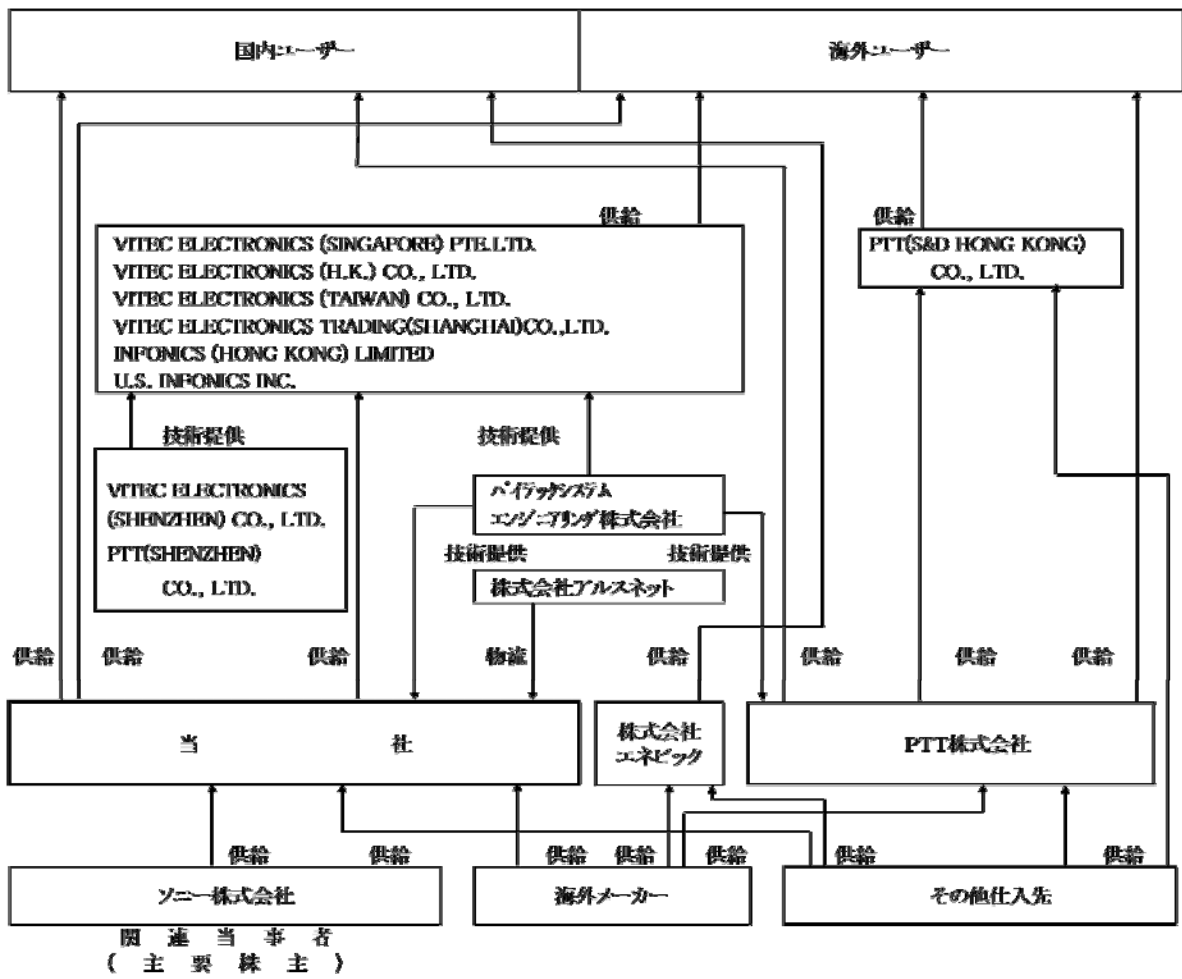 国内ユーザー
海外ユーザー
供給
供給
VITEC ELECTRONICS (SINGAPORE) PTE.LTD.
VITEC ELECTRONICS (H.K.) CO., LTD.
VITEC ELECTRONICS (TAIWAN) CO., LTD.
VITEC ELECTRONICS TRADING(SHANGHAI)CO.,LTD.
INFONICS (HONG KONG) LIMITED
U.S. INFONICS INC.
PTT(S&D HONG KONG)
CO., LTD.
技術提供
技術提供
VITEC ELECTRONICS
(SHENZHEN) CO., LTD.
PTT(SHENZHEN)
CO., LTD.
バイテックシステム
エンジニアリング株式会社
技術提供
技術提供
株式会社アルスネット
供給
供給
供給
物流
供給
供給
供給
供給
当 社
株式会社
エネビック
PTT株式会社
供給
供給
供給
供給
供給
供給
供給
ソニー株式会社
海外メーカー
その他仕入先
関連当事者
(主要株主)